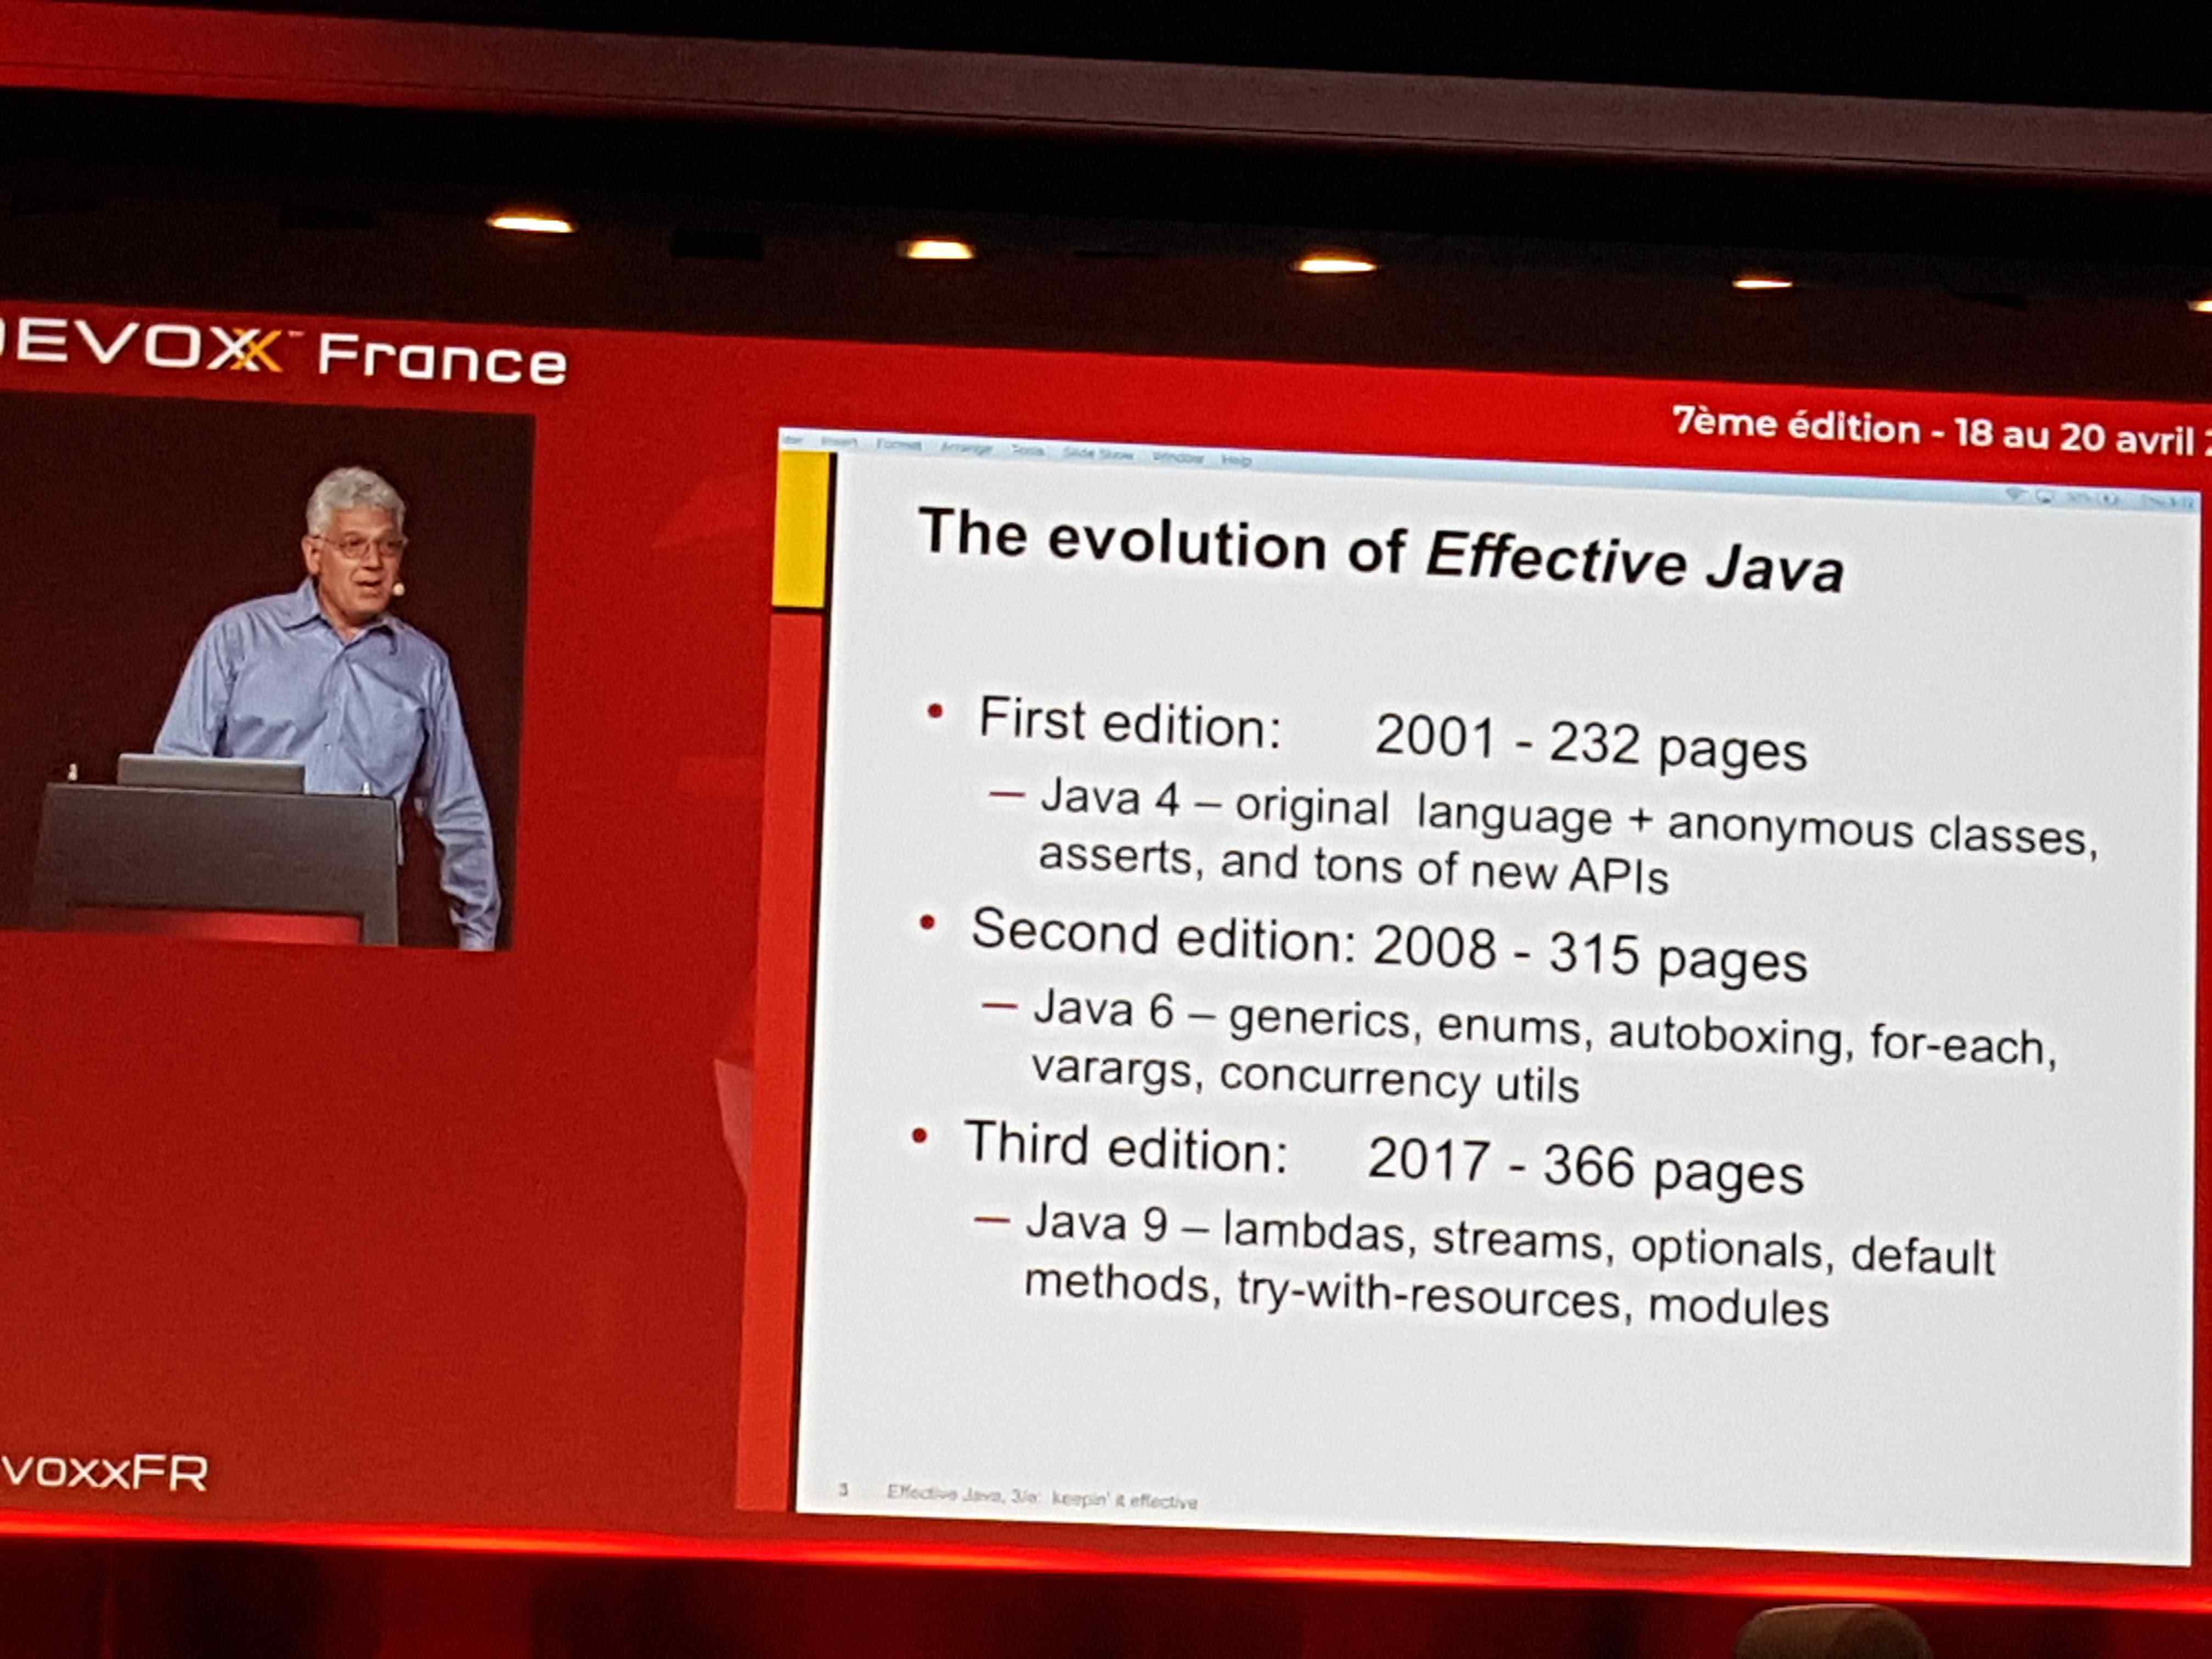 DEVOXX™ France
7ème édition - 18 au 20 avril
Insert Format Arrange Tools Slide Show Window Help
The evolution of Effective Java
• First edition: 2001 - 232 pages
— Java 4 – original language + anonymous classes,
asserts, and tons of new APIs
• Second edition: 2008 - 315 pages
— Java 6 – generics, enums, autoboxing, for-each,
varargs, concurrency utils
• Third edition: 2017 - 366 pages
— Java 9 – lambdas, streams, optionals, default
methods, try-with-resources, modules
voxxFR
3 Effective Java, 3/e: keepin' it effective